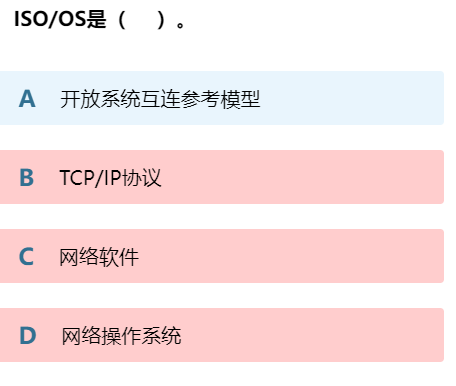 ISO/OS是（ ）。
A 开放系统互连参考模型
B TCP/IP协议
C 网络软件
D 网络操作系统